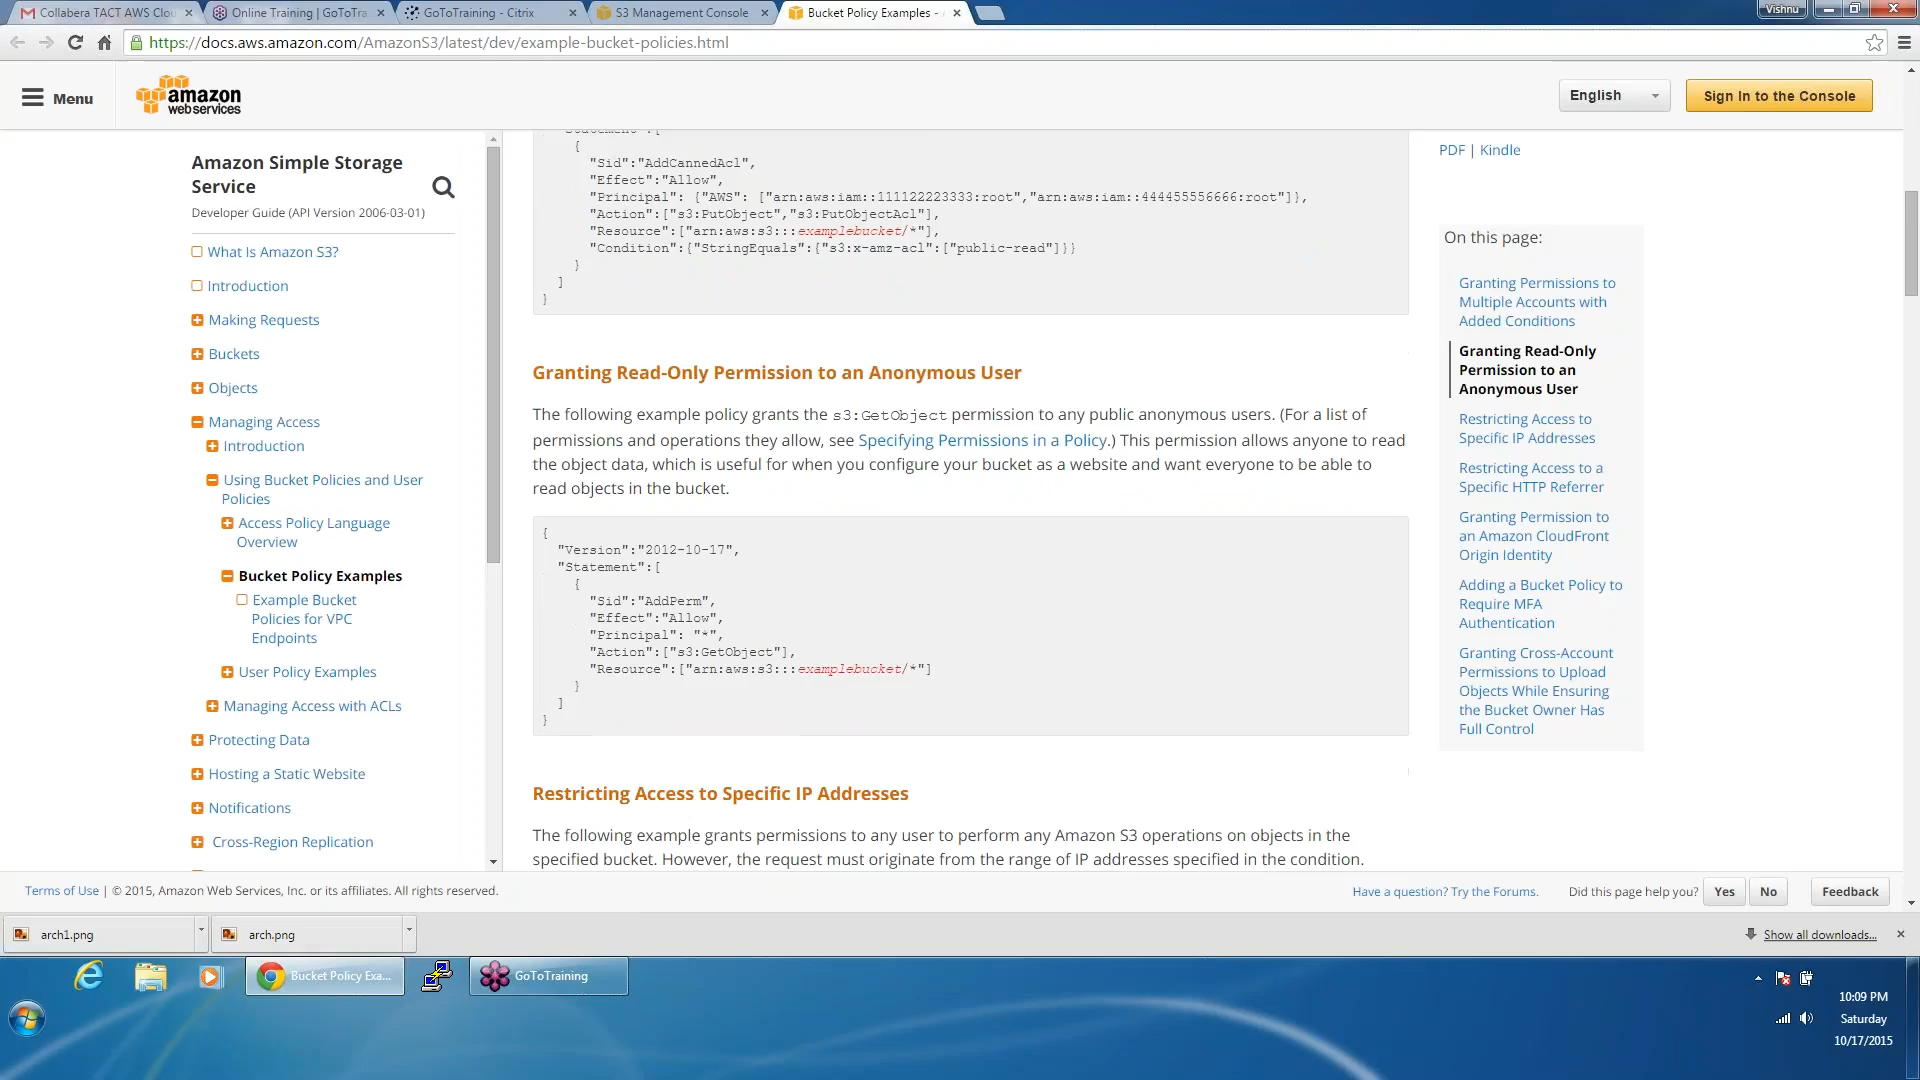 Collabera TACT AWS Clou
Online Training | GoToTra
GoToTraining - Citrix
S3 Management Console
Bucket Policy Examples -
Vishnu
https://docs.aws.amazon.com/AmazonS3/latest/dev/example-bucket-policies.html
Menu
amazon
web services
English
Sign In to the Console
Amazon Simple Storage
Service
Developer Guide (API Version 2006-03-01)
What Is Amazon S3?
Introduction
Making Requests
Buckets
Objects
Managing Access
Introduction
Using Bucket Policies and User
Policies
Access Policy Language
Overview
Bucket Policy Examples
Example Bucket
Policies for VPC
Endpoints
User Policy Examples
Managing Access with ACLs
Protecting Data
Hosting a Static Website
Notifications
Cross-Region Replication
"Statement":[
{
"Sid":"AddCannedAcl",
"Effect":"Allow",
"Principal": {"AWS": ["arn:aws:iam::111122223333:root","arn:aws:iam::444455556666:root"]},
"Action":["s3:PutObject","s3:PutObjectAcl"],
"Resource":["arn:aws:s3:::examplebucket/*"],
"Condition":{"StringEquals":{"s3:x-amz-acl":["public-read"]}}
}
]
}
Granting Read-Only Permission to an Anonymous User
The following example policy grants the s3:GetObject permission to any public anonymous users. (For a list of
permissions and operations they allow, see Specifying Permissions in a Policy.) This permission allows anyone to read
the object data, which is useful for when you configure your bucket as a website and want everyone to be able to
read objects in the bucket.
{
"Version":"2012-10-17",
"Statement":[
{
"Sid":"AddPerm",
"Effect":"Allow",
"Principal": "*",
"Action":["s3:GetObject"],
"Resource":["arn:aws:s3:::examplebucket/*"]
}
]
}
Restricting Access to Specific IP Addresses
The following example grants permissions to any user to perform any Amazon S3 operations on objects in the
specified bucket. However, the request must originate from the range of IP addresses specified in the condition.
PDF | Kindle
On this page:
Granting Permissions to
Multiple Accounts with
Added Conditions
Granting Read-Only
Permission to an
Anonymous User
Restricting Access to
Specific IP Addresses
Restricting Access to a
Specific HTTP Referrer
Granting Permission to
an Amazon CloudFront
Origin Identity
Adding a Bucket Policy to
Require MFA
Authentication
Granting Cross-Account
Permissions to Upload
Objects While Ensuring
the Bucket Owner Has
Full Control
Terms of Use | © 2015, Amazon Web Services, Inc. or its affiliates. All rights reserved.
Have a question? Try the Forums.
Did this page help you?
Yes
No
Feedback
arch1.png
arch.png
Show all downloads...
Bucket Policy Exa...
GoToTraining
10:09 PM
Saturday
10/17/2015